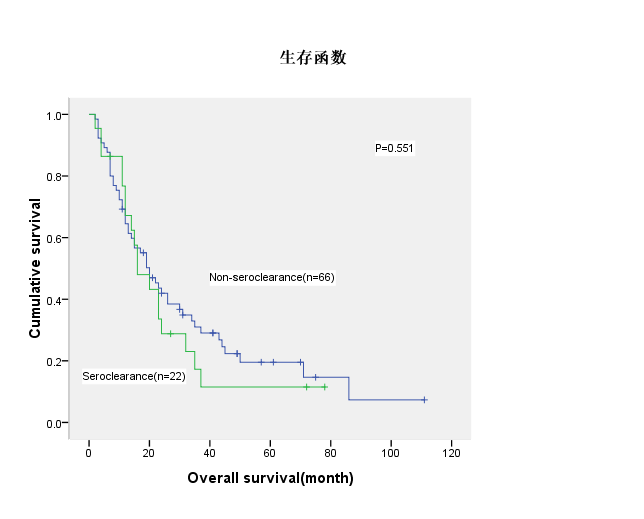 生存函数
P=0.551
Non-seroclearance(n=66)
Seroclearance(n=22)
Cumulative survival
1.0
0.8
0.6
0.4
0.2
0.0
0 20 40 60 80 100 120
Overall survival(month)